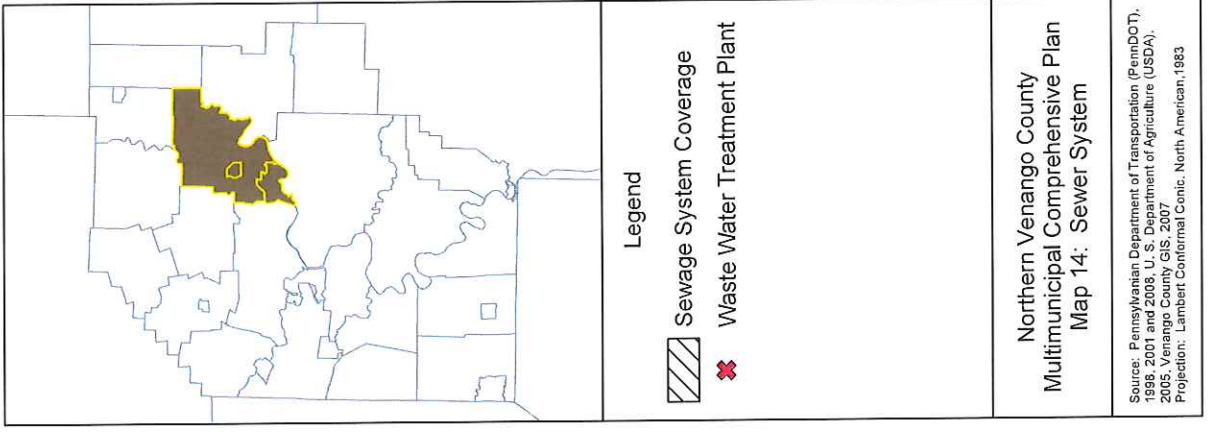 Legend
Sewage System Coverage
Waste Water Treatment Plant
Northern Venango County
Multimunicipal Comprehensive Plan
Map 14: Sewer System
Source: Pennsylvanian Department of Transportation (PennDOT).
1998, 2001 and 2008, U. S. Department of Agriculture (USDA).
2005. Venango County GIS. 2007
Projection: Lambert Conformal Conic. North American,1983